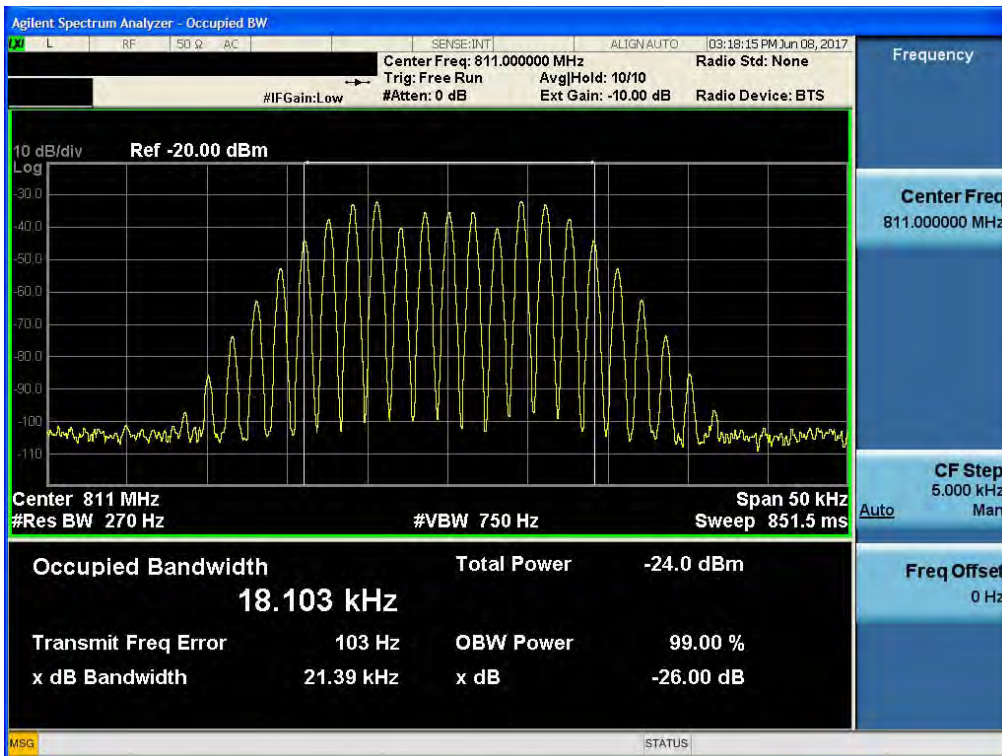 Agilent Spectrum Analyzer - Occupied BW
LXI L RF 50 Ω AC SENSE:INT ALIGNAUTO 03:18:15 PM Jun 08, 2017
Center Freq: 811.000000 MHz Radio Std: None
Trig: Free Run Avg|Hold: 10/10
#IFGain:Low #Atten: 0 dB Ext Gain: -10.00 dB Radio Device: BTS
10 dB/div Ref -20.00 dBm
Log
-30.0
-40.0
-50.0
-60.0
-70.0
-80.0
-90.0
-100
-110
Center 811 MHz Span 50 kHz
#Res BW 270 Hz #VBW 750 Hz Sweep 851.5 ms
Occupied Bandwidth Total Power -24.0 dBm
18.103 kHz
Transmit Freq Error 103 Hz OBW Power 99.00 %
x dB Bandwidth 21.39 kHz x dB -26.00 dB
MSG STATUS
Frequency
Center Freq
811.000000 MHz
CF Step
5.000 kHz
Auto Man
Freq Offset
0 Hz